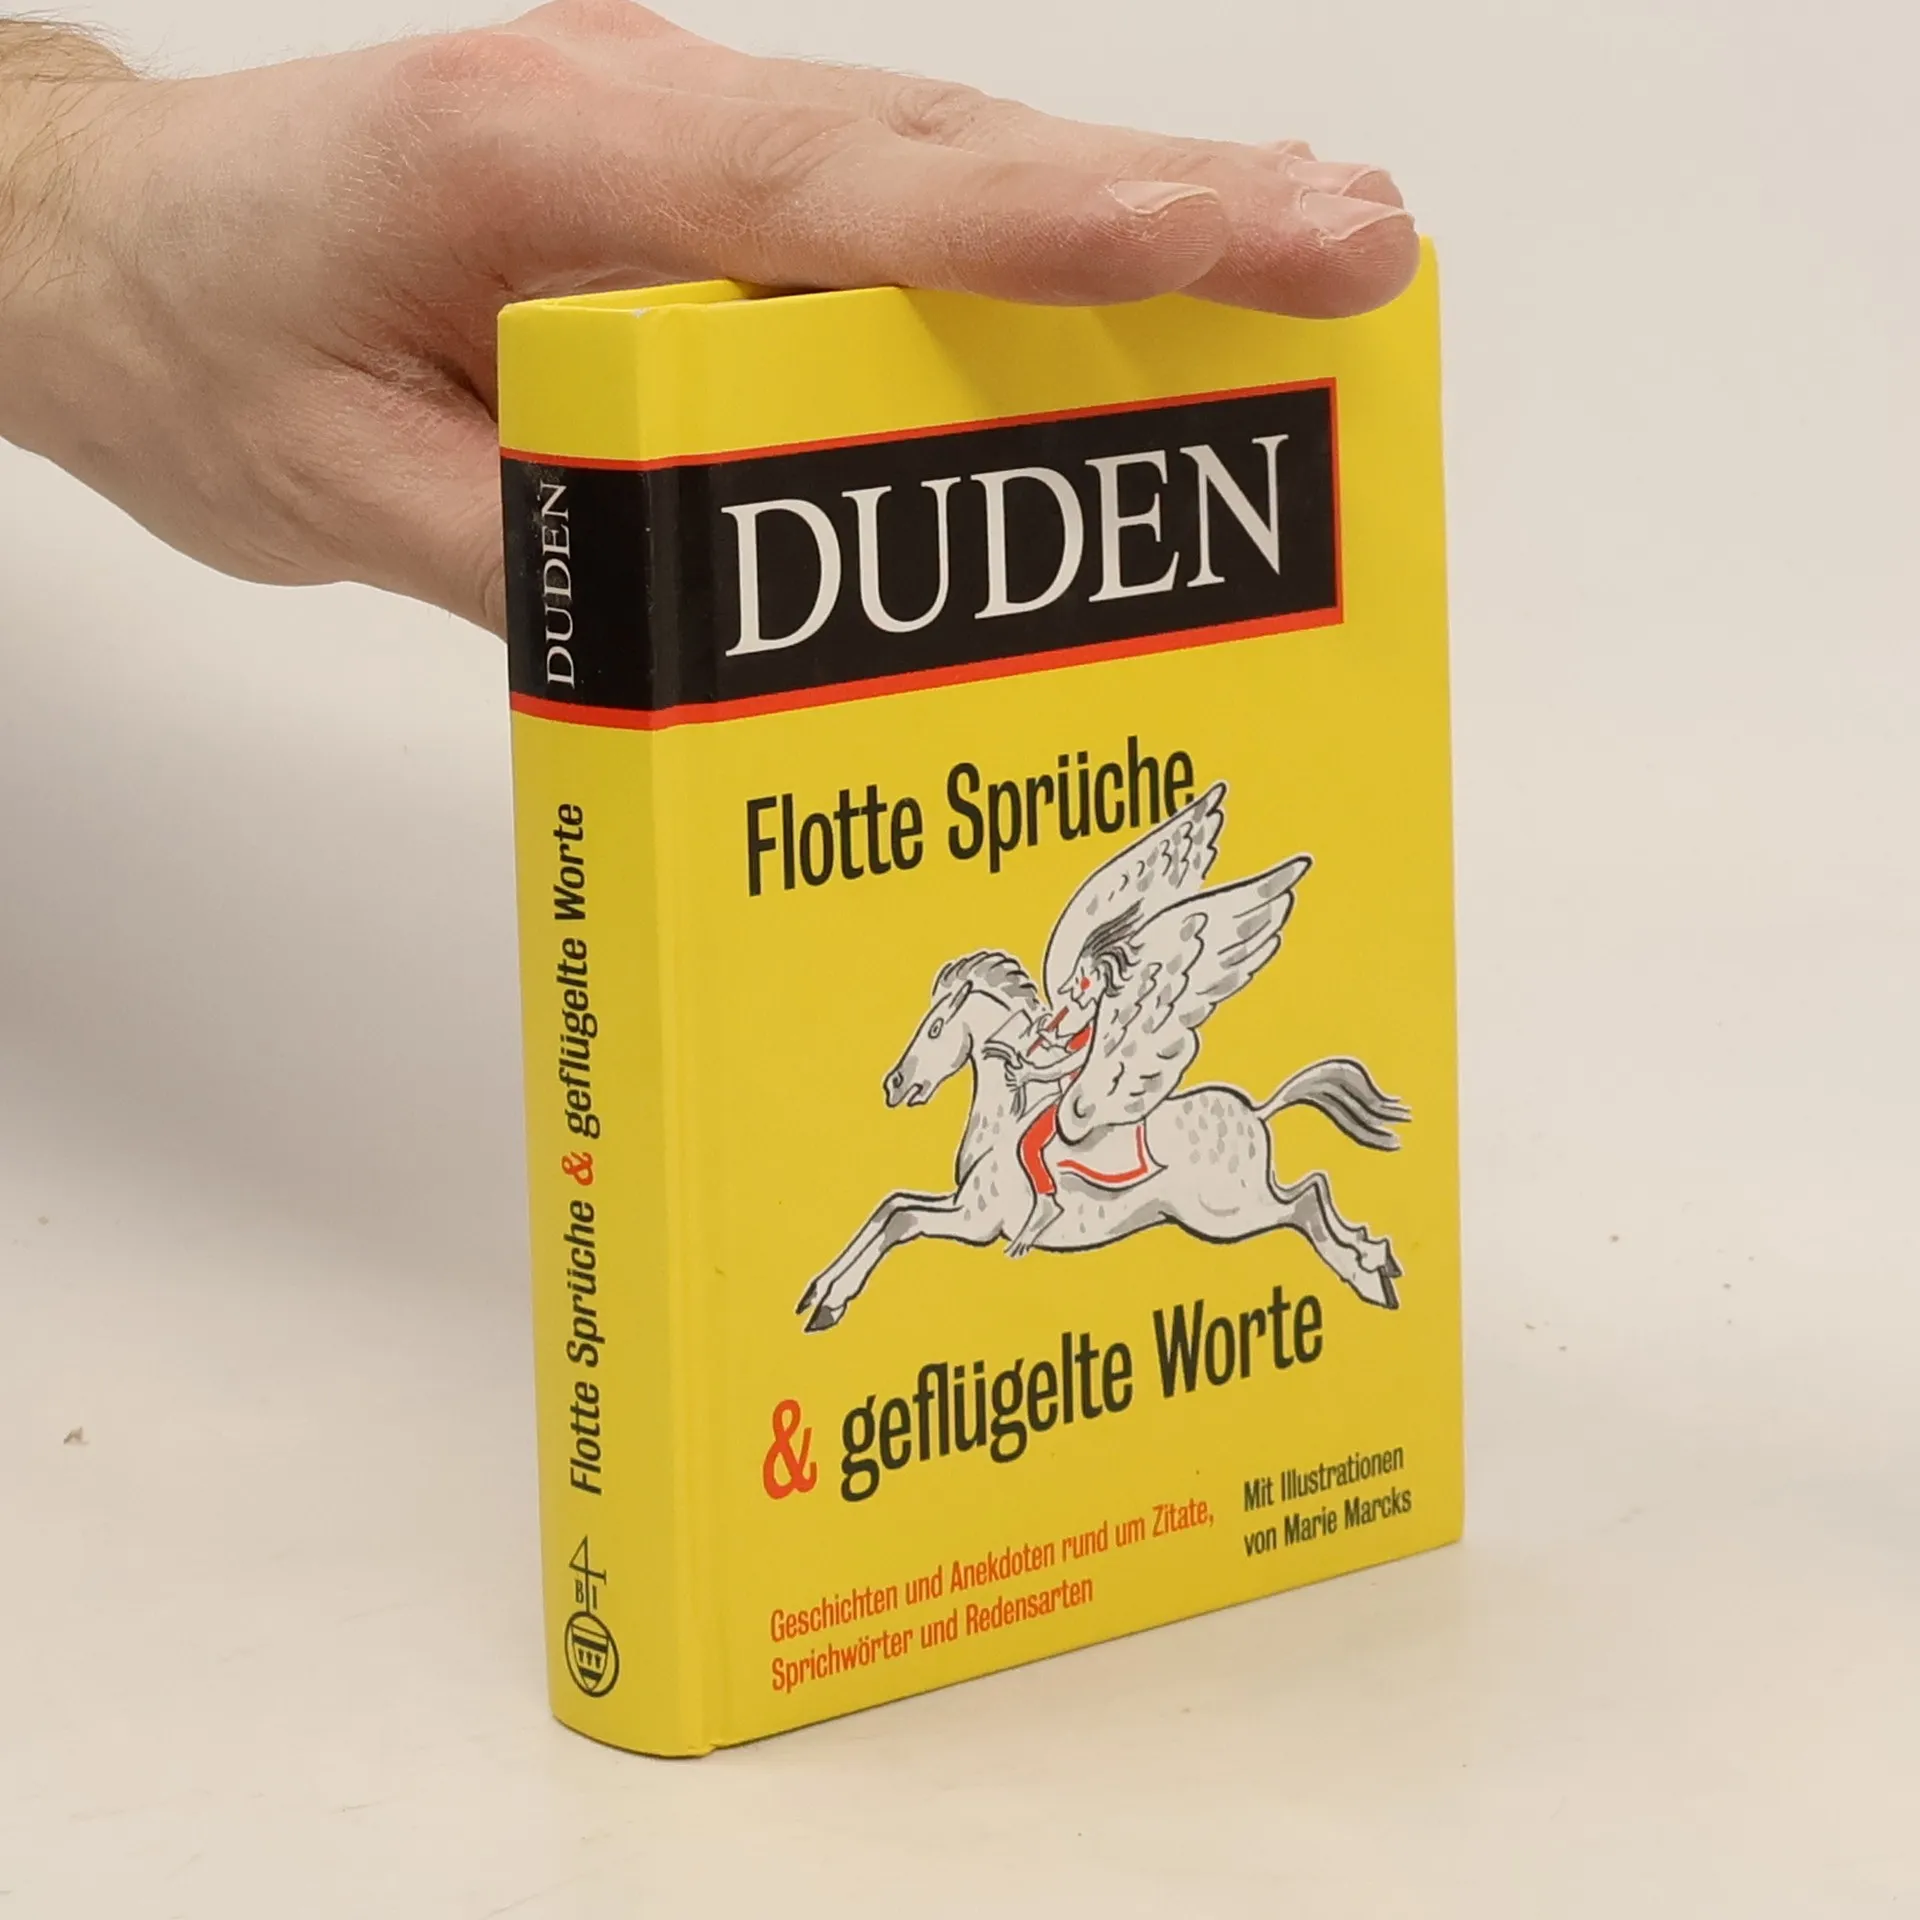 DUDEN
Flotte Sprüche & geflügelte Worte
B
DUDEN
Flotte Sprüche
& geflügelte Worte
Geschichten und Anekdoten rund um Zitate,
Sprichwörter und Redensarten
Mit Illustrationen
von Marie Marcks